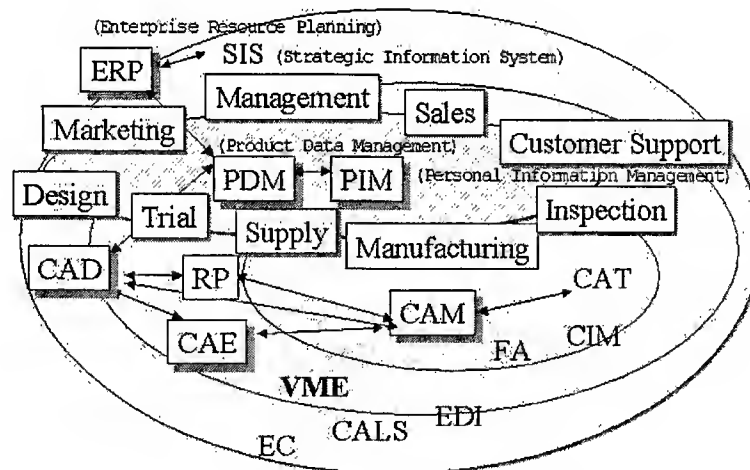 (Enterprise Resource Planning)
ERP
SIS (Strategic Information System)
Management
Sales
Marketing
Customer Support
(Product Data Management)
PDM
PIM
(Personal Information Management)
Design
Trial
Inspection
Supply
Manufacturing
CAD
RP
CAT
CAM
CAE
CIM
FA
VME
EDI
CALS
EC